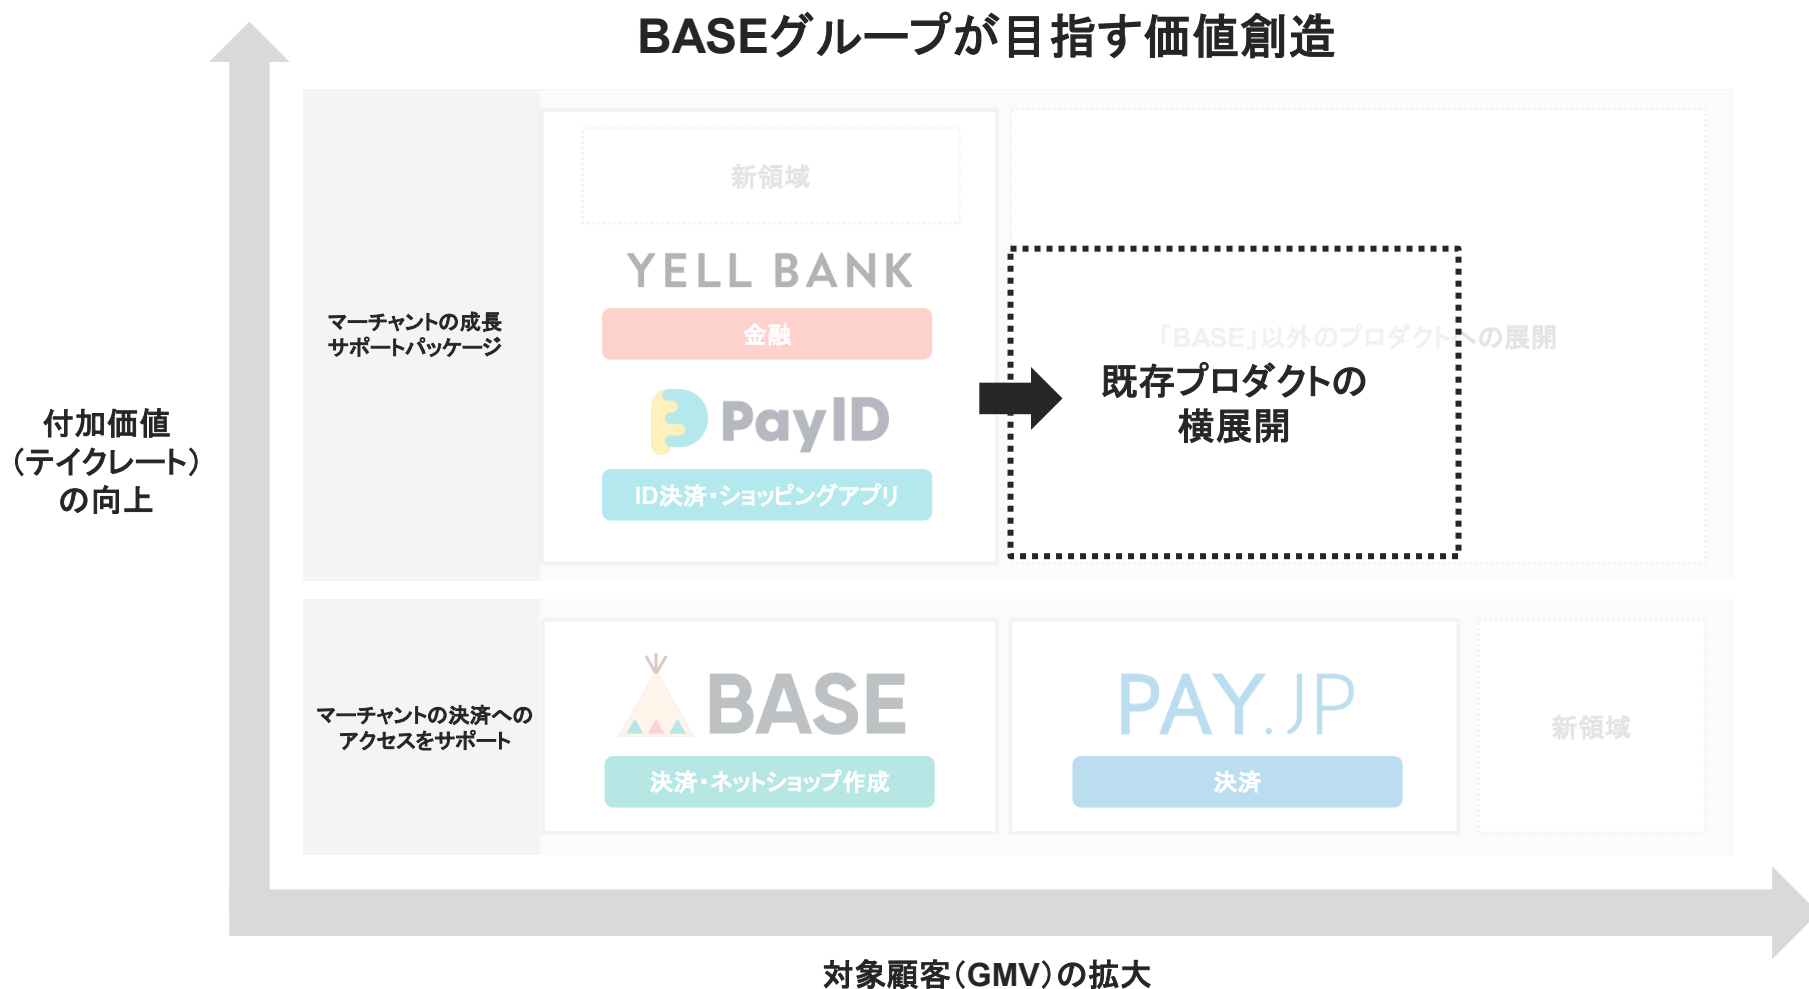 BASEグループが目指す価値創造
付加価値
（テイクレート）
の向上
マーチャントの成長
サポートパッケージ
新領域
YELL BANK
金融
PayID
ID決済・ショッピングアプリ
「BASE」以外のプロダクトへの展開
既存プロダクトの
横展開
マーチャントの決済への
アクセスをサポート
BASE
決済・ネットショップ作成
PAY.JP
決済
新領域
対象顧客（GMV）の拡大